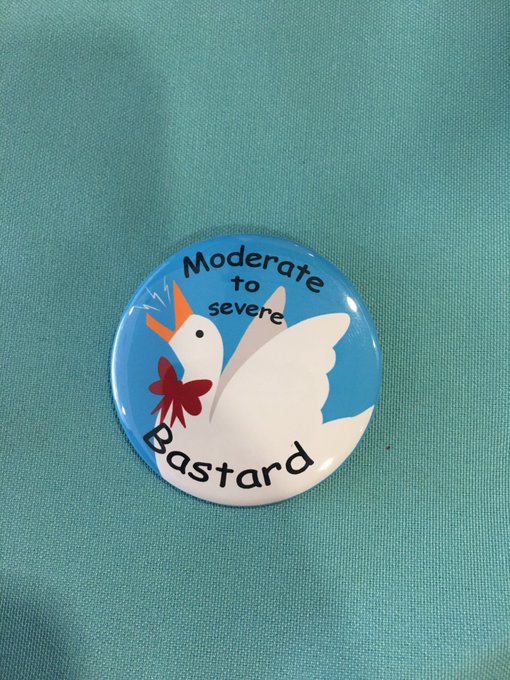 Moderate
to
severe
Bastard